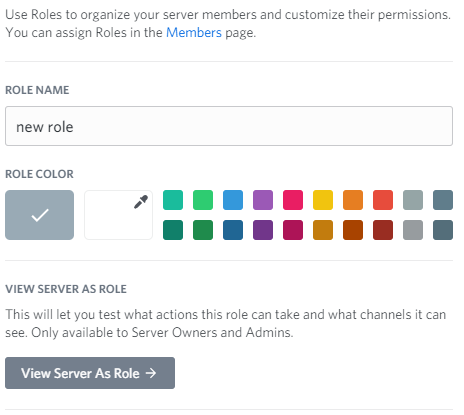 Use Roles to organize your server members and customize their permissions.
You can assign Roles in the Members page.
ROLE NAME
new role
ROLE COLOR
VIEW SERVER AS ROLE
This will let you test what actions this role can take and what channels it can
see. Only available to Server Owners and Admins.
View Server As Role →